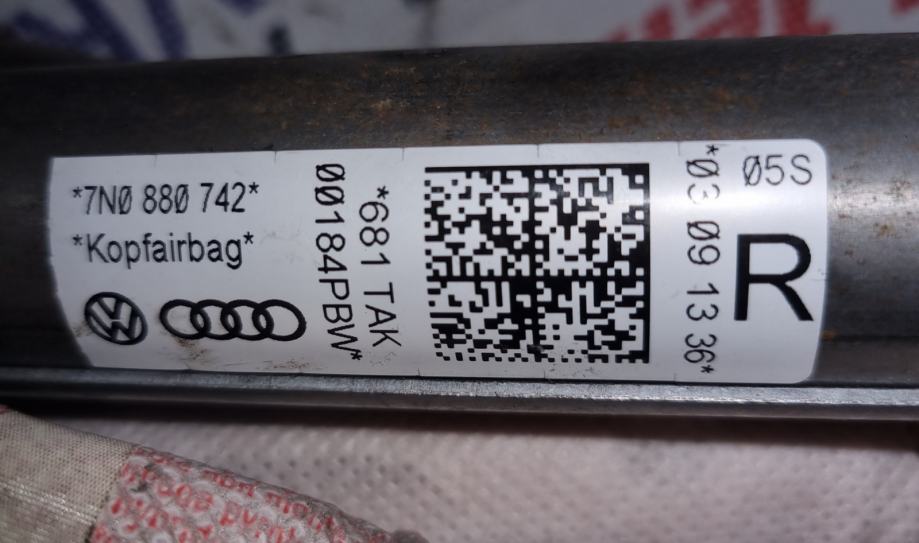 *7N0 880 742*
*Kopfairbag*
*681 TAK
00184PBW*
*03 09 13 36*
05S
R